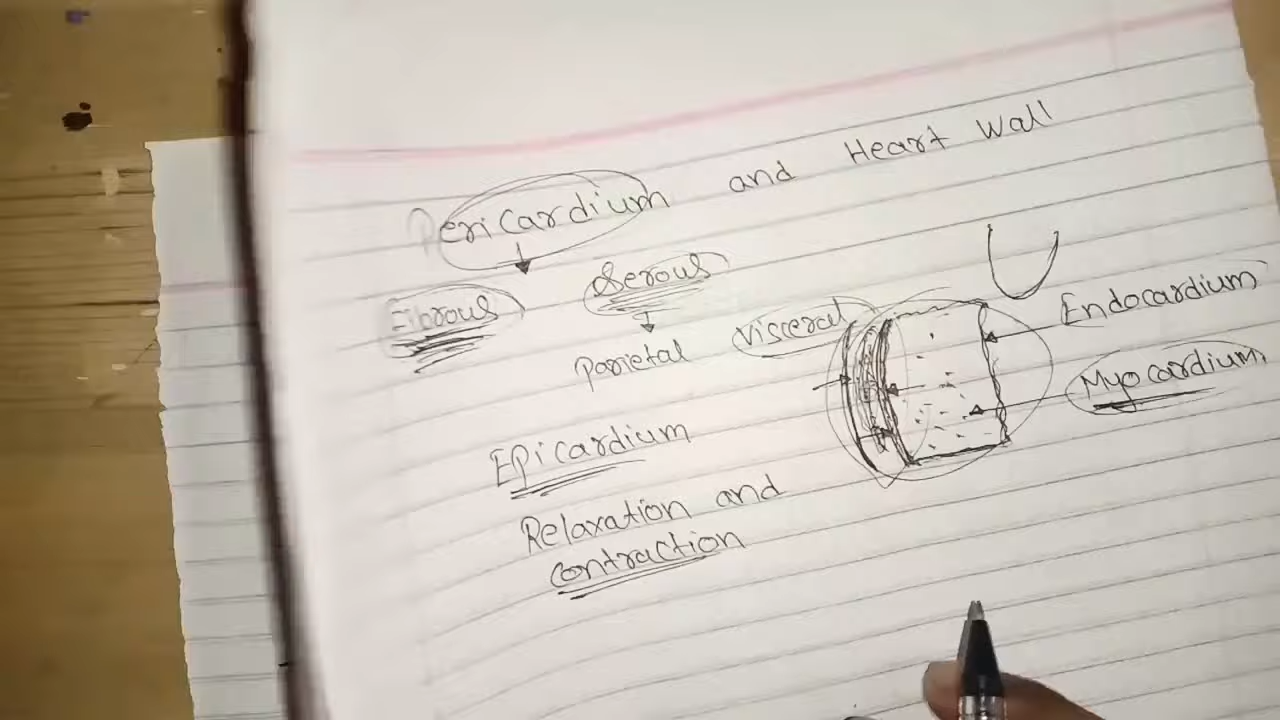 Pericardium and Heart Wall
Fibrous Serous
Parietal Visceral
Endocardium
Myocardium
Epicardium
Relaxation and
contraction